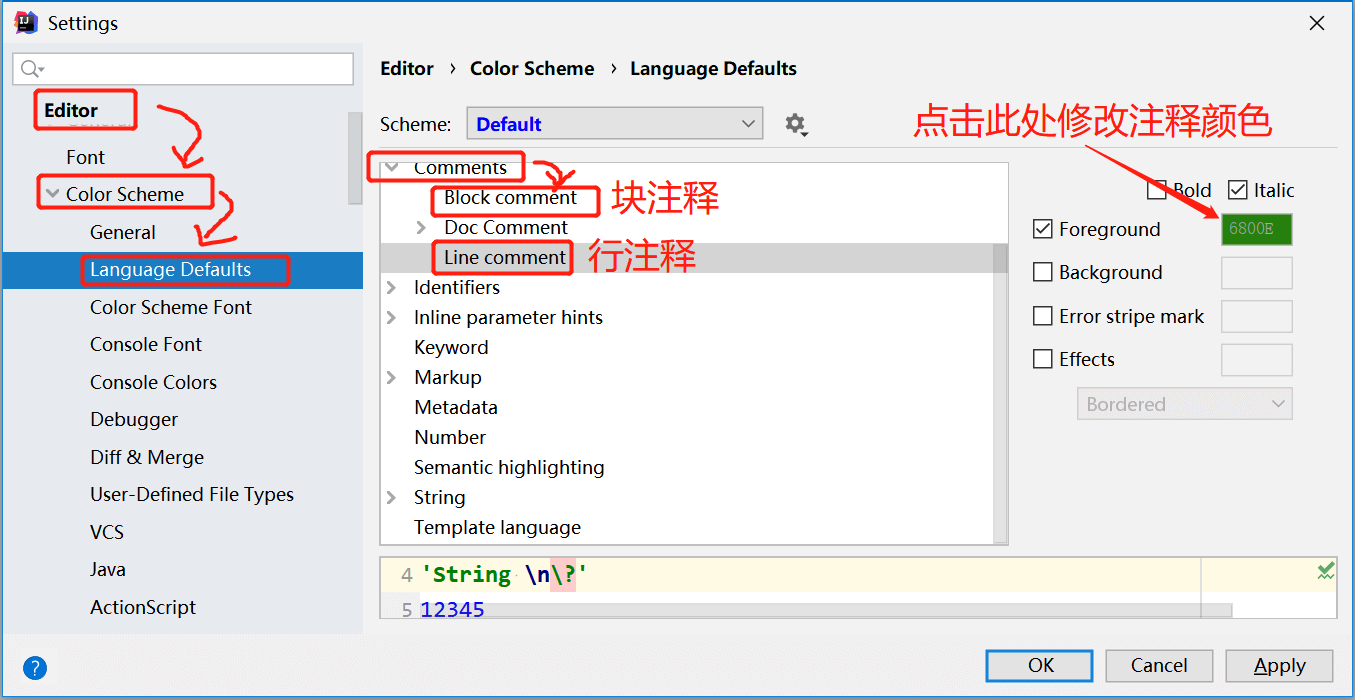 Settings
Editor
General
Font
Color Scheme
General
Language Defaults
Color Scheme Font
Console Font
Console Colors
Debugger
Diff & Merge
User-Defined File Types
VCS
Java
ActionScript
Editor › Color Scheme › Language Defaults
Scheme: Default
点击此处修改注释颜色
Comments
Block comment 块注释
Doc Comment
Line comment 行注释
Identifiers
Inline parameter hints
Keyword
Markup
Metadata
Number
Semantic highlighting
String
Template language
Bold Italic
Foreground 6800E
Background
Error stripe mark
Effects
Bordered
4 'String \n\?'
5 12345
? OK Cancel Apply